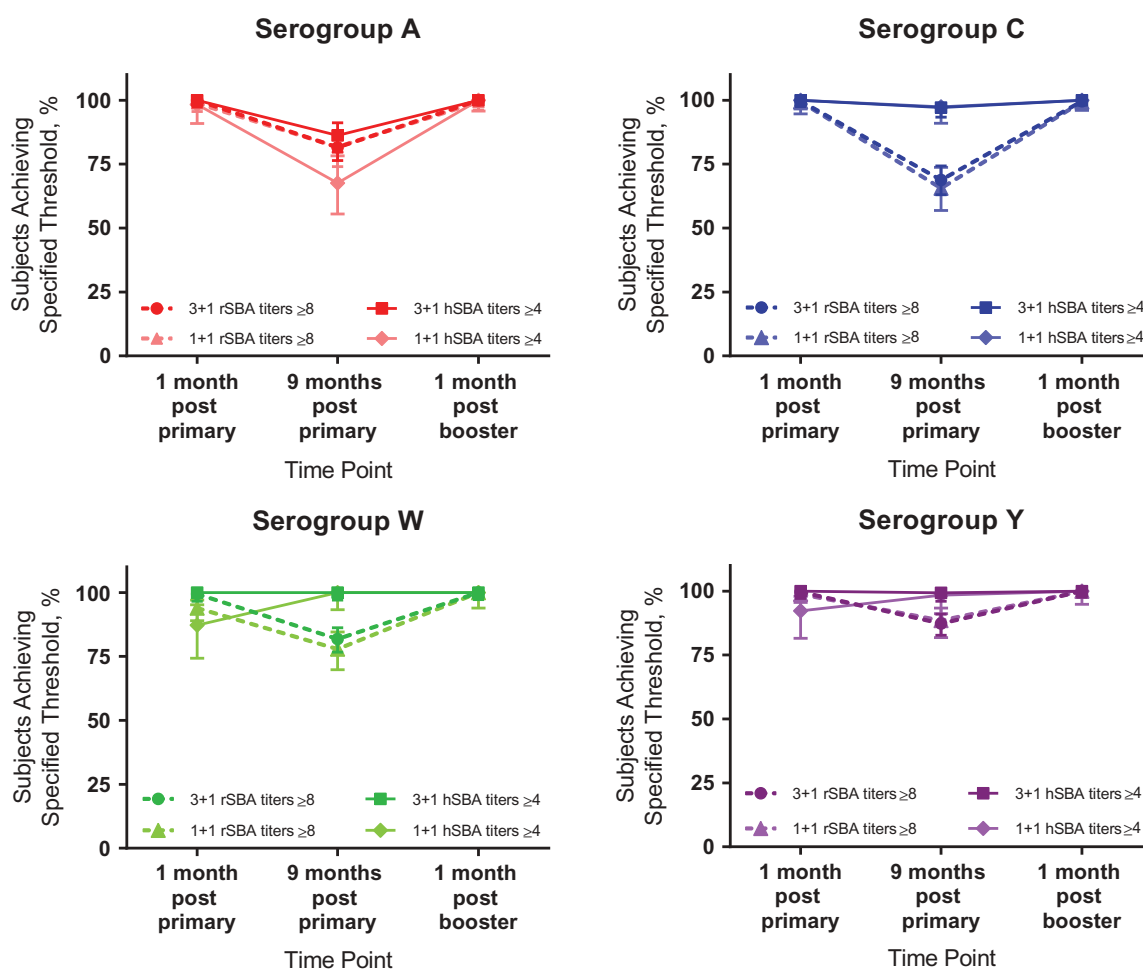 Serogroup A
Subjects Achieving
Specified Threshold, %
100
75
50
25
0
3+1 rSBA titers ≥8
3+1 hSBA titers ≥4
1+1 rSBA titers ≥8
1+1 hSBA titers ≥4
1 month
post
primary
9 months
post
primary
1 month
post
booster
Time Point
Serogroup C
Subjects Achieving
Specified Threshold, %
100
75
50
25
0
3+1 rSBA titers ≥8
3+1 hSBA titers ≥4
1+1 rSBA titers ≥8
1+1 hSBA titers ≥4
1 month
post
primary
9 months
post
primary
1 month
post
booster
Time Point
Serogroup W
Subjects Achieving
Specified Threshold, %
100
75
50
25
0
3+1 rSBA titers ≥8
3+1 hSBA titers ≥4
1+1 rSBA titers ≥8
1+1 hSBA titers ≥4
1 month
post
primary
9 months
post
primary
1 month
post
booster
Time Point
Serogroup Y
Subjects Achieving
Specified Threshold, %
100
75
50
25
0
3+1 rSBA titers ≥8
3+1 hSBA titers ≥4
1+1 rSBA titers ≥8
1+1 hSBA titers ≥4
1 month
post
primary
9 months
post
primary
1 month
post
booster
Time Point